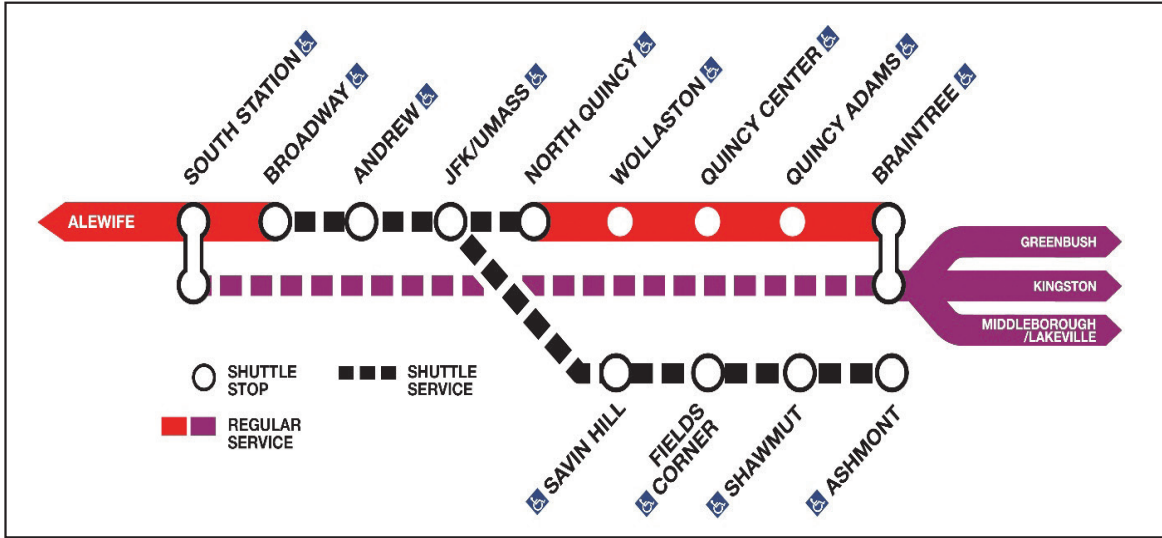 SOUTH STATION
BROADWAY
ANDREW
JFK/UMASS
NORTH QUINCY
WOLLASTON
QUINCY CENTER
QUINCY ADAMS
BRAINTREE
ALEWIFE
GREENBUSH
KINGSTON
MIDDLEBOROUGH
/LAKEVILLE
SHUTTLE
STOP
SHUTTLE
SERVICE
REGULAR
SERVICE
SAVIN HILL
FIELDS
CORNER
SHAWMUT
ASHMONT